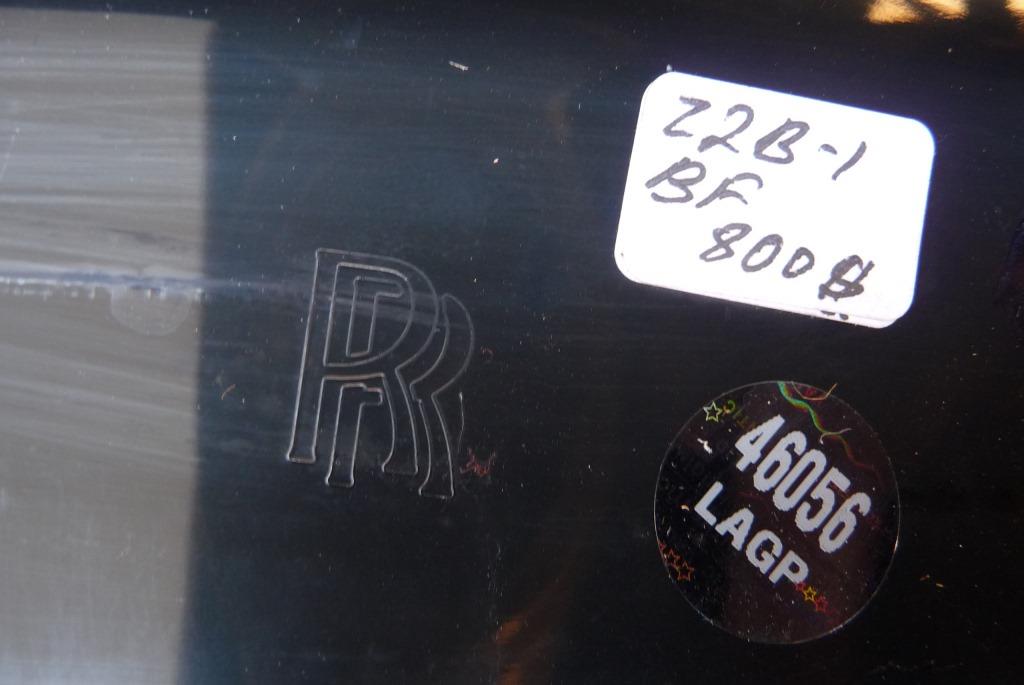 Z2B-1
BF
800$
RR
46056
LAGP